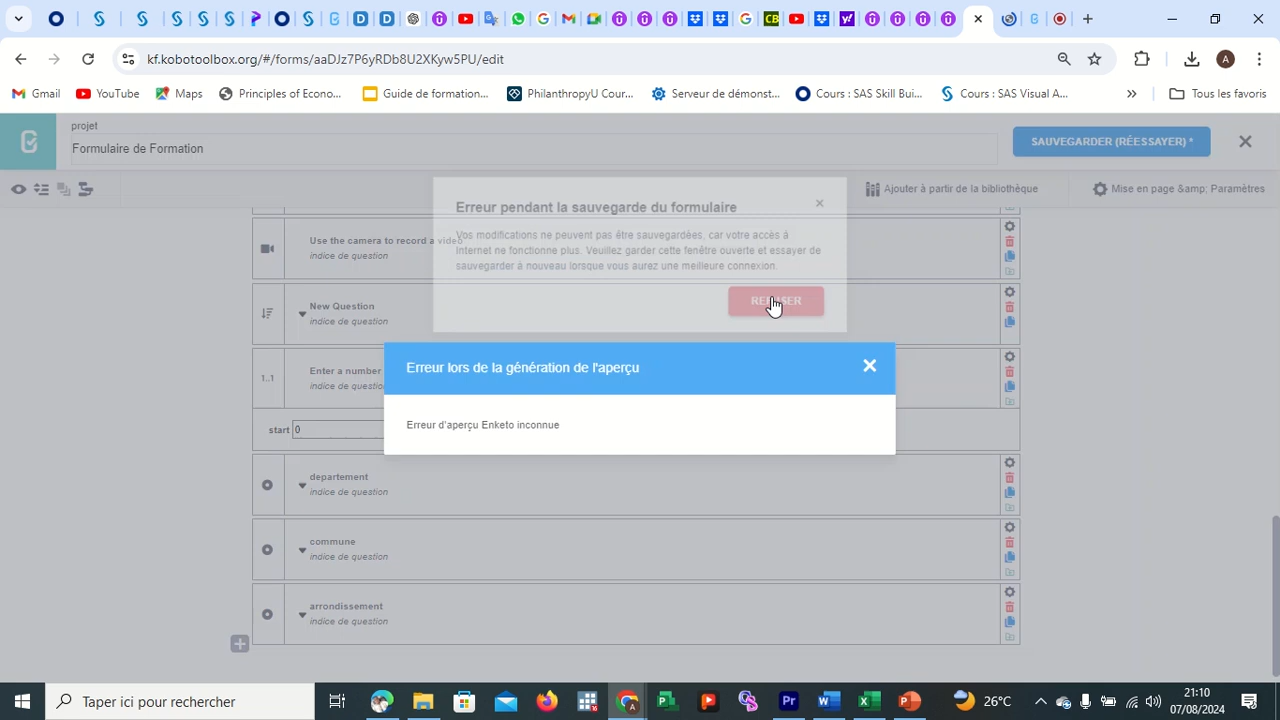 kf.kobotoolbox.org/#/forms/aaDJz7P6yRDb8U2XKyw5PU/edit
Gmail
YouTube
Maps
Principles of Econo...
Guide de formation...
PhilanthropyU Cour...
Serveur de démonst...
Cours : SAS Skill Bui...
Cours : SAS Visual A...
»
Tous les favoris
projet
Formulaire de Formation
SAUVEGARDER (RÉESSAYER) *
Ajouter à partir de la bibliothèque
Mise en page &amp; Paramètres
Erreur pendant la sauvegarde du formulaire
Vos modifications ne peuvent pas être sauvegardées, car votre accès à
Internet ne fonctionne plus. Veuillez garder cette fenêtre ouverte et essayer de
sauvegarder à nouveau lorsque vous aurez une meilleure connexion.
Use the camera to record a video
indice de question
New Question
indice de question
Erreur lors de la génération de l'aperçu
Erreur d'aperçu Enketo inconnue
1..1
Enter a number
indice de question
start 0
departement
indice de question
commune
indice de question
arrondissement
indice de question
Taper ici pour rechercher
26°C
21:10
07/08/2024